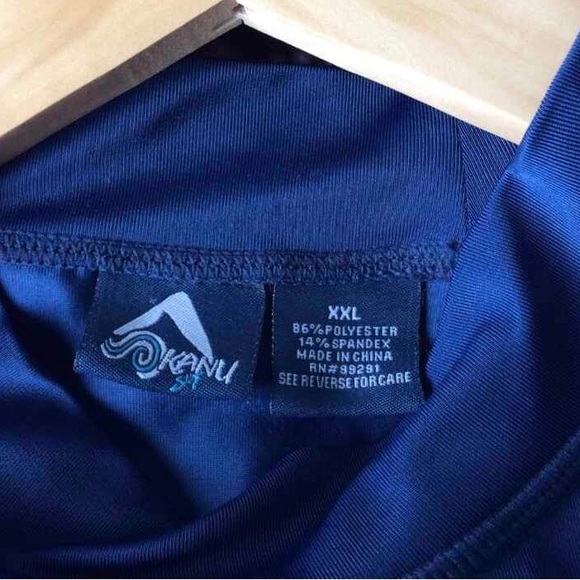 KANU
XXL
86% POLYESTER
14% SPANDEX
MADE IN CHINA
RN#99291
SEE REVERSE FOR CARE